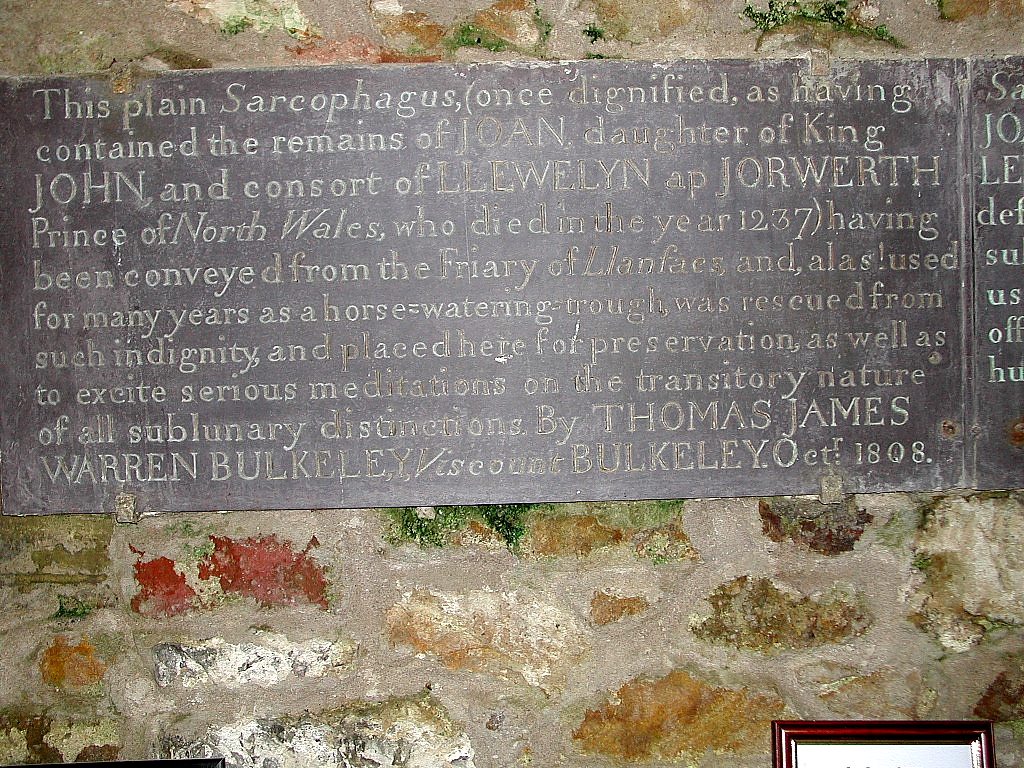 This plain Sarcophagus, (once dignified, as having
contained the remains of JOAN, daughter of King
JOHN, and consort of LLEWELYN ap JORWERTH
Prince of North Wales, who died in the year 1237) having
been conveyed from the Friary of Llanfaes, and, alas! used
for many years as a horse-watering-trough, was rescued from
such indignity, and placed here for preservation, as well as
to excite serious meditations on the transitory nature
of all sublunary distinctions. By THOMAS JAMES
WARREN BULKELEY, Viscount BULKELEY. Oct. 1808.